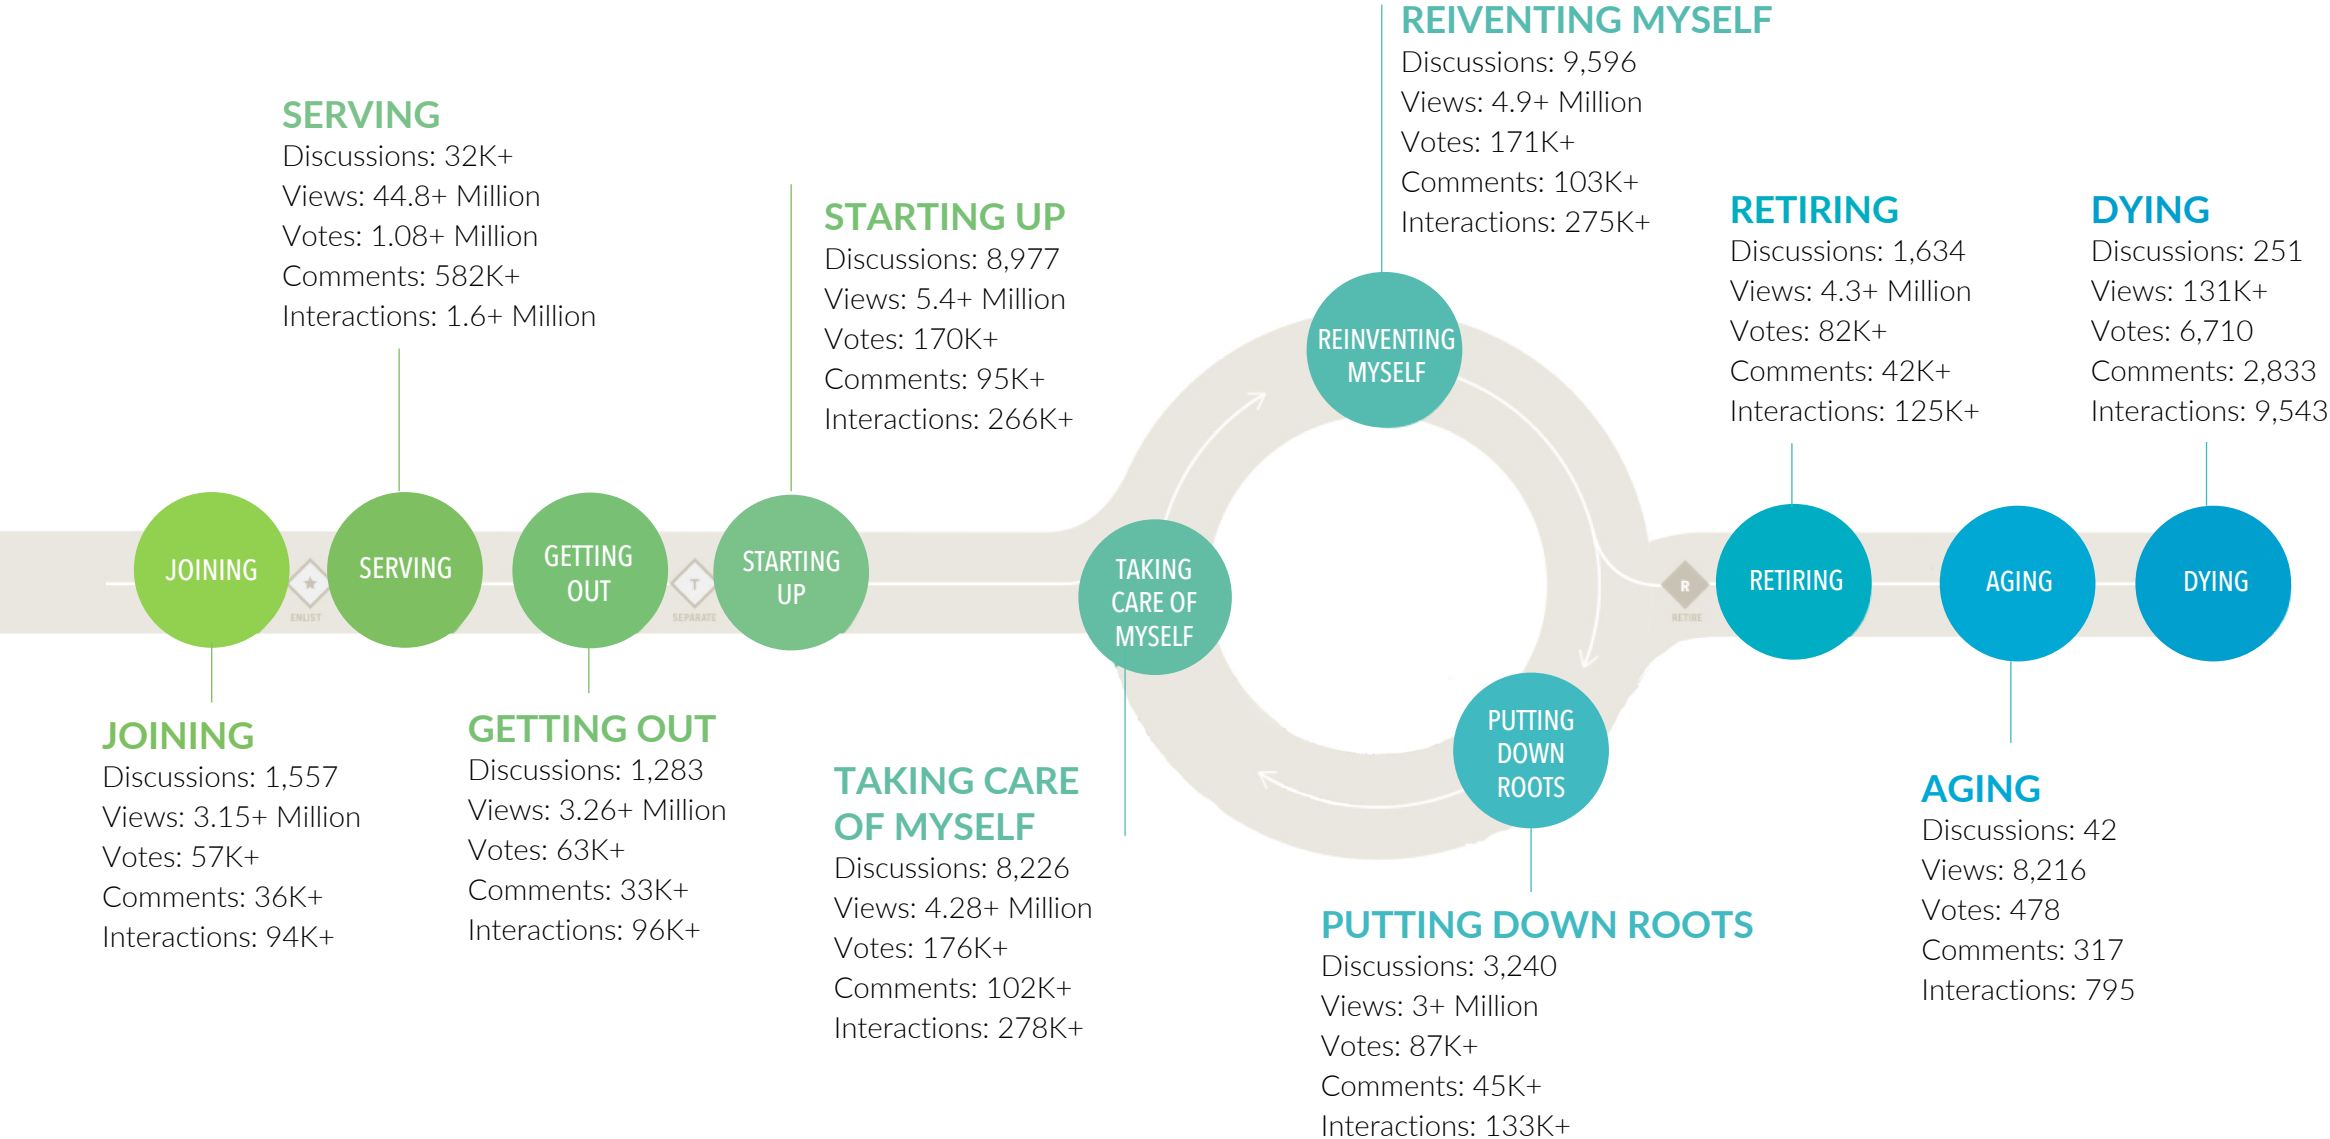 REIVENTING MYSELF
Discussions: 9,596
Views: 4.9+ Million
Votes: 171K+
Comments: 103K+
Interactions: 275K+
SERVING
Discussions: 32K+
Views: 44.8+ Million
Votes: 1.08+ Million
Comments: 582K+
Interactions: 1.6+ Million
STARTING UP
Discussions: 8,977
Views: 5.4+ Million
Votes: 170K+
Comments: 95K+
Interactions: 266K+
RETIRING
Discussions: 1,634
Views: 4.3+ Million
Votes: 82K+
Comments: 42K+
Interactions: 125K+
DYING
Discussions: 251
Views: 131K+
Votes: 6,710
Comments: 2,833
Interactions: 9,543
JOINING
ENLIST
SERVING
GETTING
OUT
T
SEPARATE
STARTING
UP
TAKING
CARE OF
MYSELF
REINVENTING
MYSELF
PUTTING
DOWN
ROOTS
R
RETIRE
RETIRING
AGING
DYING
JOINING
Discussions: 1,557
Views: 3.15+ Million
Votes: 57K+
Comments: 36K+
Interactions: 94K+
GETTING OUT
Discussions: 1,283
Views: 3.26+ Million
Votes: 63K+
Comments: 33K+
Interactions: 96K+
TAKING CARE
OF MYSELF
Discussions: 8,226
Views: 4.28+ Million
Votes: 176K+
Comments: 102K+
Interactions: 278K+
PUTTING DOWN ROOTS
Discussions: 3,240
Views: 3+ Million
Votes: 87K+
Comments: 45K+
Interactions: 133K+
AGING
Discussions: 42
Views: 8,216
Votes: 478
Comments: 317
Interactions: 795